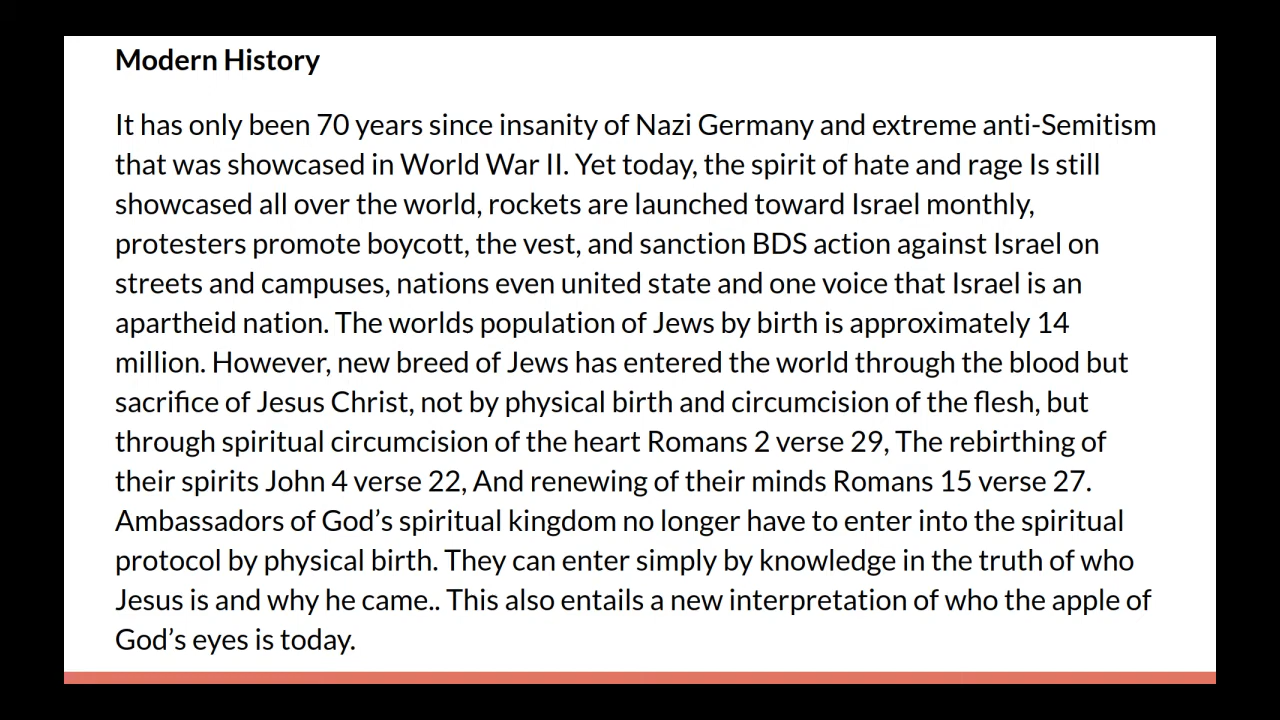 Modern History
It has only been 70 years since insanity of Nazi Germany and extreme anti-Semitism
that was showcased in World War II. Yet today, the spirit of hate and rage Is still
showcased all over the world, rockets are launched toward Israel monthly,
protesters promote boycott, the vest, and sanction BDS action against Israel on
streets and campuses, nations even united state and one voice that Israel is an
apartheid nation. The worlds population of Jews by birth is approximately 14
million. However, new breed of Jews has entered the world through the blood but
sacrifice of Jesus Christ, not by physical birth and circumcision of the flesh, but
through spiritual circumcision of the heart Romans 2 verse 29, The rebirthing of
their spirits John 4 verse 22, And renewing of their minds Romans 15 verse 27.
Ambassadors of God’s spiritual kingdom no longer have to enter into the spiritual
protocol by physical birth. They can enter simply by knowledge in the truth of who
Jesus is and why he came.. This also entails a new interpretation of who the apple of
God’s eyes is today.